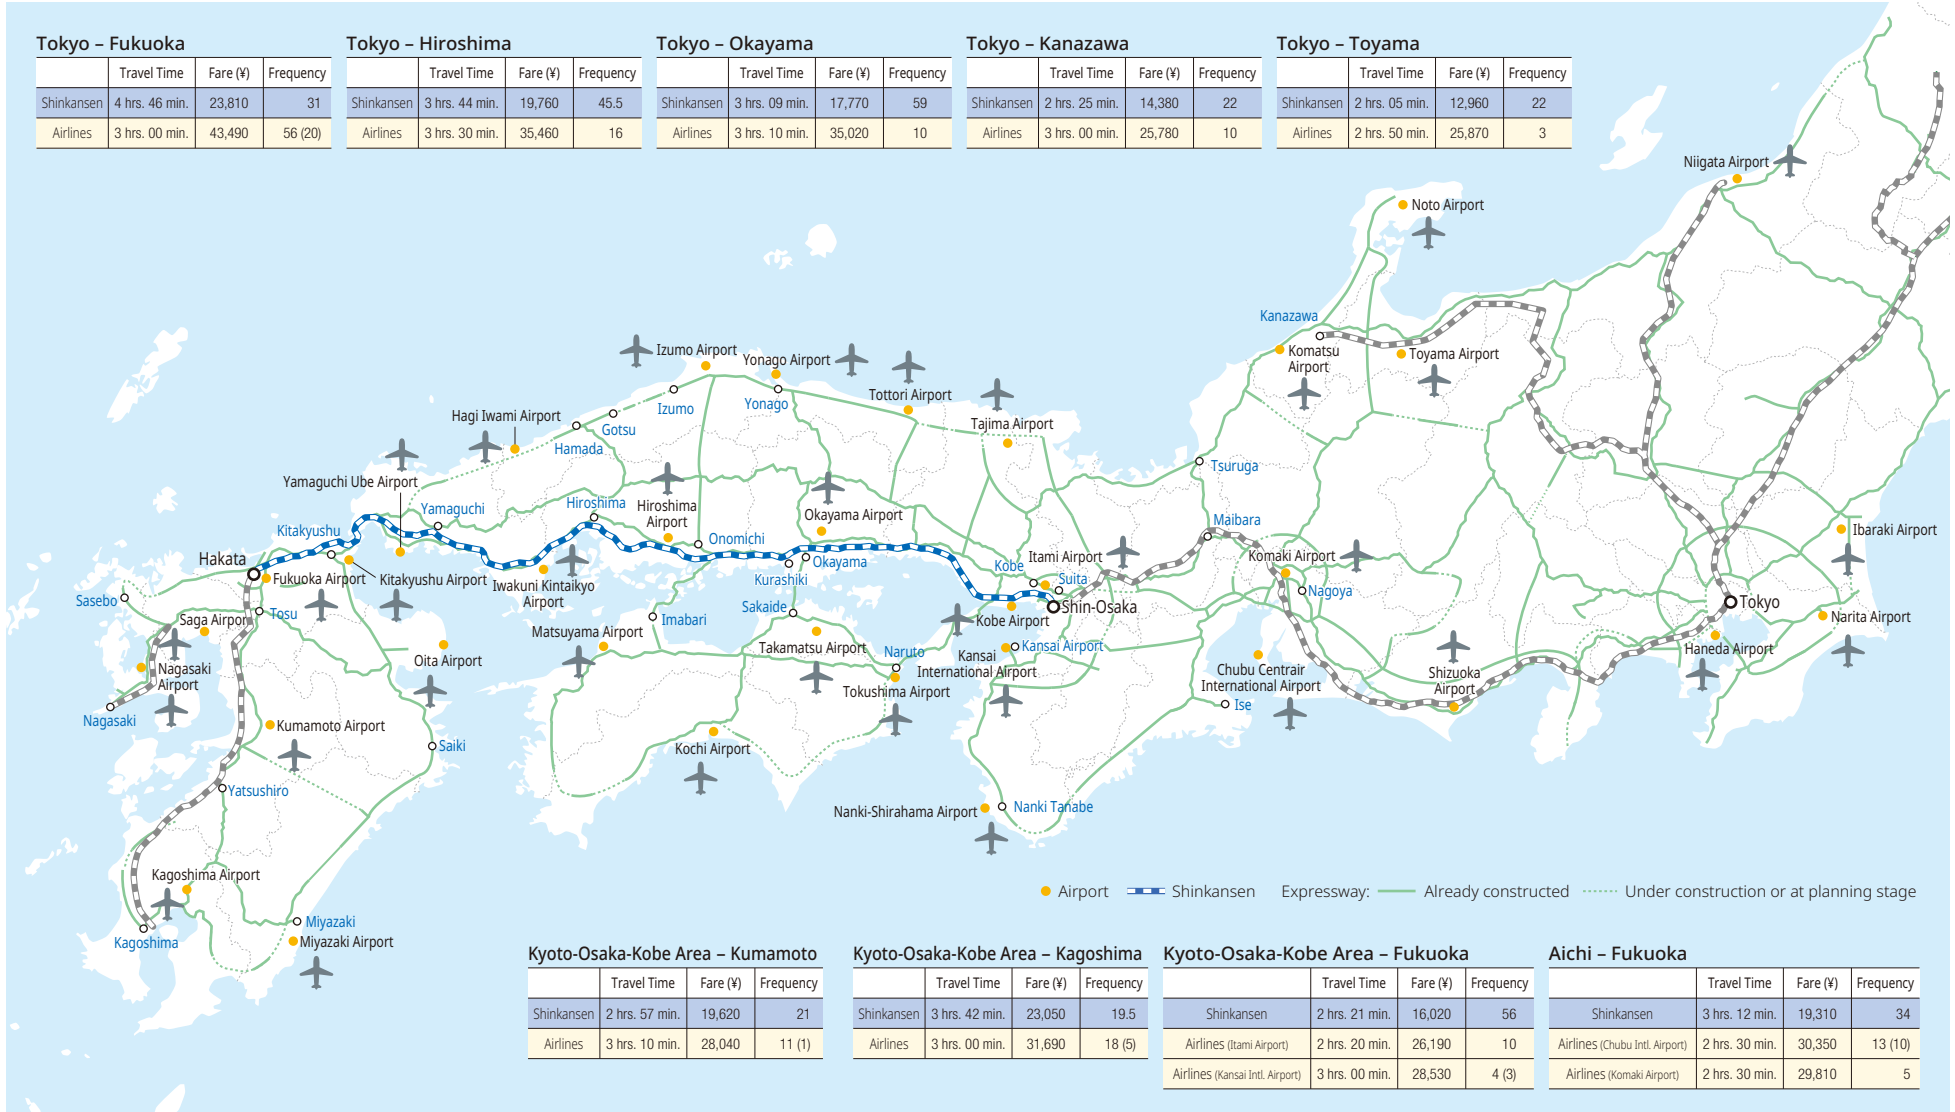 Tokyo – Fukuoka
Travel Time Fare (¥) Frequency
Shinkansen 4 hrs. 46 min. 23,810 31
Airlines 3 hrs. 00 min. 43,490 56 (20)
Tokyo – Hiroshima
Travel Time Fare (¥) Frequency
Shinkansen 3 hrs. 44 min. 19,760 45.5
Airlines 3 hrs. 30 min. 35,460 16
Tokyo – Okayama
Travel Time Fare (¥) Frequency
Shinkansen 3 hrs. 09 min. 17,770 59
Airlines 3 hrs. 10 min. 35,020 10
Tokyo – Kanazawa
Travel Time Fare (¥) Frequency
Shinkansen 2 hrs. 25 min. 14,380 22
Airlines 3 hrs. 00 min. 25,780 10
Tokyo – Toyama
Travel Time Fare (¥) Frequency
Shinkansen 2 hrs. 05 min. 12,960 22
Airlines 2 hrs. 50 min. 25,870 3
Niigata Airport
Noto Airport
Kanazawa
Komatsu
Airport
Toyama Airport
Izumo Airport
Yonago Airport
Tottori Airport
Tajima Airport
Izumo
Yonago
Hagi Iwami Airport
Gotsu
Hamada
Tsuruga
Yamaguchi Ube Airport
Yamaguchi
Hiroshima
Hiroshima
Airport
Okayama Airport
Maibara
Ibaraki Airport
Kitakyushu
Onomichi
Hakata
Fukuoka Airport
Kitakyushu Airport
Iwakuni Kintaikyo
Airport
Kurashiki
Okayama
Itami Airport
Kobe
Suita
Komaki Airport
Nagoya
Sasebo
Saga Airport
Tosu
Imabari
Sakaide
Kobe Airport
Shin-Osaka
Tokyo
Narita Airport
Haneda Airport
Nagasaki
Airport
Oita Airport
Matsuyama Airport
Takamatsu Airport
Naruto
Kansai
International Airport
Kansai Airport
Chubu Centrair
International Airport
Shizuoka
Airport
Tokushima Airport
Nagasaki
Ise
Kumamoto Airport
Saiki
Kochi Airport
Yatsushiro
Nanki-Shirahama Airport
Nanki Tanabe
Kagoshima Airport
Kagoshima
Miyazaki
Miyazaki Airport
Airport Shinkansen Expressway: Already constructed Under construction or at planning stage
Kyoto-Osaka-Kobe Area – Kumamoto
Travel Time Fare (¥) Frequency
Shinkansen 2 hrs. 57 min. 19,620 21
Airlines 3 hrs. 10 min. 28,040 11 (1)
Kyoto-Osaka-Kobe Area – Kagoshima
Travel Time Fare (¥) Frequency
Shinkansen 3 hrs. 42 min. 23,050 19.5
Airlines 3 hrs. 00 min. 31,690 18 (5)
Kyoto-Osaka-Kobe Area – Fukuoka
Travel Time Fare (¥) Frequency
Shinkansen 2 hrs. 21 min. 16,020 56
Airlines (Itami Airport) 2 hrs. 20 min. 26,190 10
Airlines (Kansai Intl. Airport) 3 hrs. 00 min. 28,530 4 (3)
Aichi – Fukuoka
Travel Time Fare (¥) Frequency
Shinkansen 3 hrs. 12 min. 19,310 34
Airlines (Chubu Intl. Airport) 2 hrs. 30 min. 30,350 13 (10)
Airlines (Komaki Airport) 2 hrs. 30 min. 29,810 5